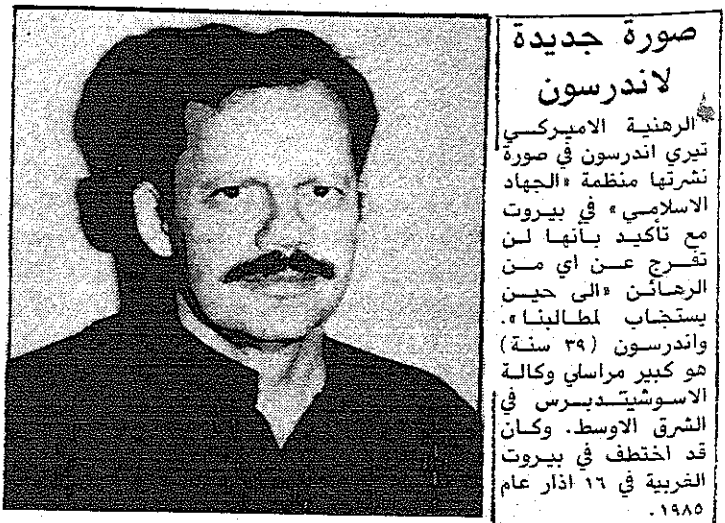 صورة جديدة
لاندرسون
الرهنية الاميركي
تيري اندرسون في صورة
نشرتها منظمة «الجهاد
الاسلامي» في بيروت
مع تأكيد بأنها لن
تفرج عن اي من
الرهائن «الى حين
يستجاب لمطالبنا».
واندرسون (٣٩ سنة)
هو كبير مراسلي وكالة
الاسوشيتدبرس في
الشرق الاوسط. وكان
قد اختطف في بيروت
الغربية في ١٦ اذار عام
١٩٨٥.